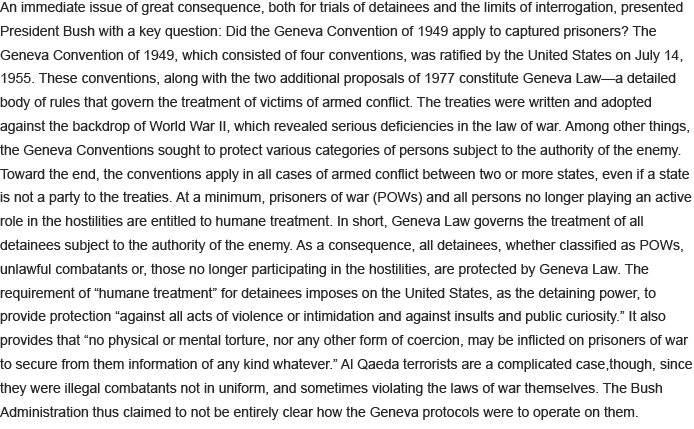 An immediate issue of great consequence, both for trials of detainees and the limits of interrogation, presented
President Bush with a key question: Did the Geneva Convention of 1949 apply to captured prisoners? The
Geneva Convention of 1949, which consisted of four conventions, was ratified by the United States on July 14,
1955. These conventions, along with the two additional proposals of 1977 constitute Geneva Law—a detailed
body of rules that govern the treatment of victims of armed conflict. The treaties were written and adopted
against the backdrop of World War II, which revealed serious deficiencies in the law of war. Among other things,
the Geneva Conventions sought to protect various categories of persons subject to the authority of the enemy.
Toward the end, the conventions apply in all cases of armed conflict between two or more states, even if a state
is not a party to the treaties. At a minimum, prisoners of war (POWs) and all persons no longer playing an active
role in the hostilities are entitled to humane treatment. In short, Geneva Law governs the treatment of all
detainees subject to the authority of the enemy. As a consequence, all detainees, whether classified as POWs,
unlawful combatants or, those no longer participating in the hostilities, are protected by Geneva Law. The
requirement of “humane treatment” for detainees imposes on the United States, as the detaining power, to
provide protection “against all acts of violence or intimidation and against insults and public curiosity.” It also
provides that “no physical or mental torture, nor any other form of coercion, may be inflicted on prisoners of war
to secure from them information of any kind whatever.” Al Qaeda terrorists are a complicated case,though, since
they were illegal combatants not in uniform, and sometimes violating the laws of war themselves. The Bush
Administration thus claimed to not be entirely clear how the Geneva protocols were to operate on them.